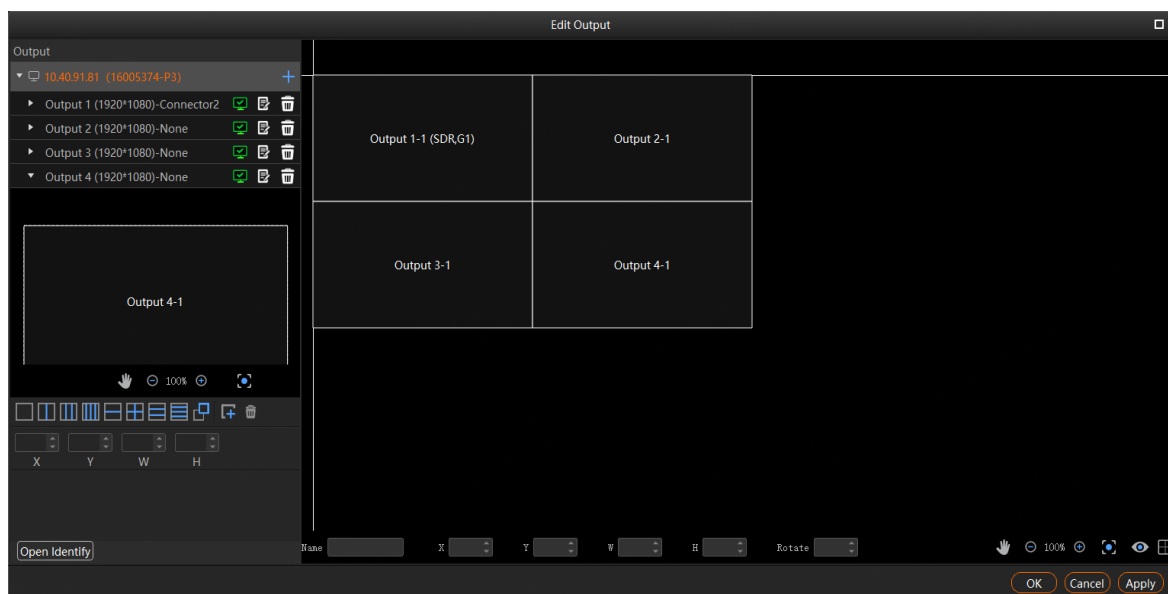 Edit Output
Output
10.40.91.81 (16005374-P3)
Output 1 (1920*1080)-Connector2
Output 2 (1920*1080)-None
Output 3 (1920*1080)-None
Output 4 (1920*1080)-None
Output 4-1
100%
X Y W H
Open Identify
Output 1-1 (SDR,G1) Output 2-1
Output 3-1 Output 4-1
Name X Y W H Rotate 100%
OK Cancel Apply